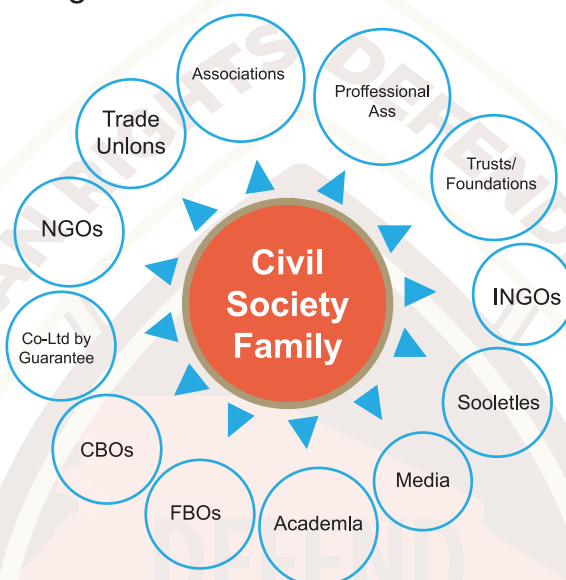 Associations
Proffessional
Ass
Trusts/
Foundations
INGOs
Sooletles
Media
Academla
FBOs
CBOs
Co-Ltd by
Guarantee
NGOs
Trade
Unlons
Civil
Society
Family
DEFEND